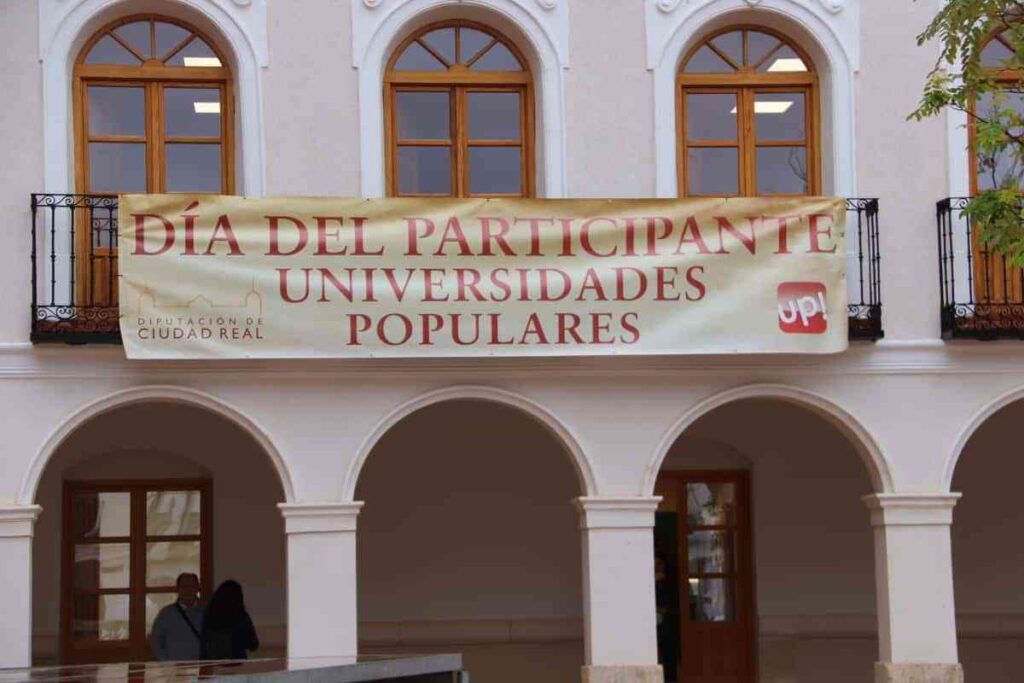 DÍA DEL PARTICIPANTE
UNIVERSIDADES
POPULARES
DIPUTACIÓN DE
CIUDAD REAL
up!